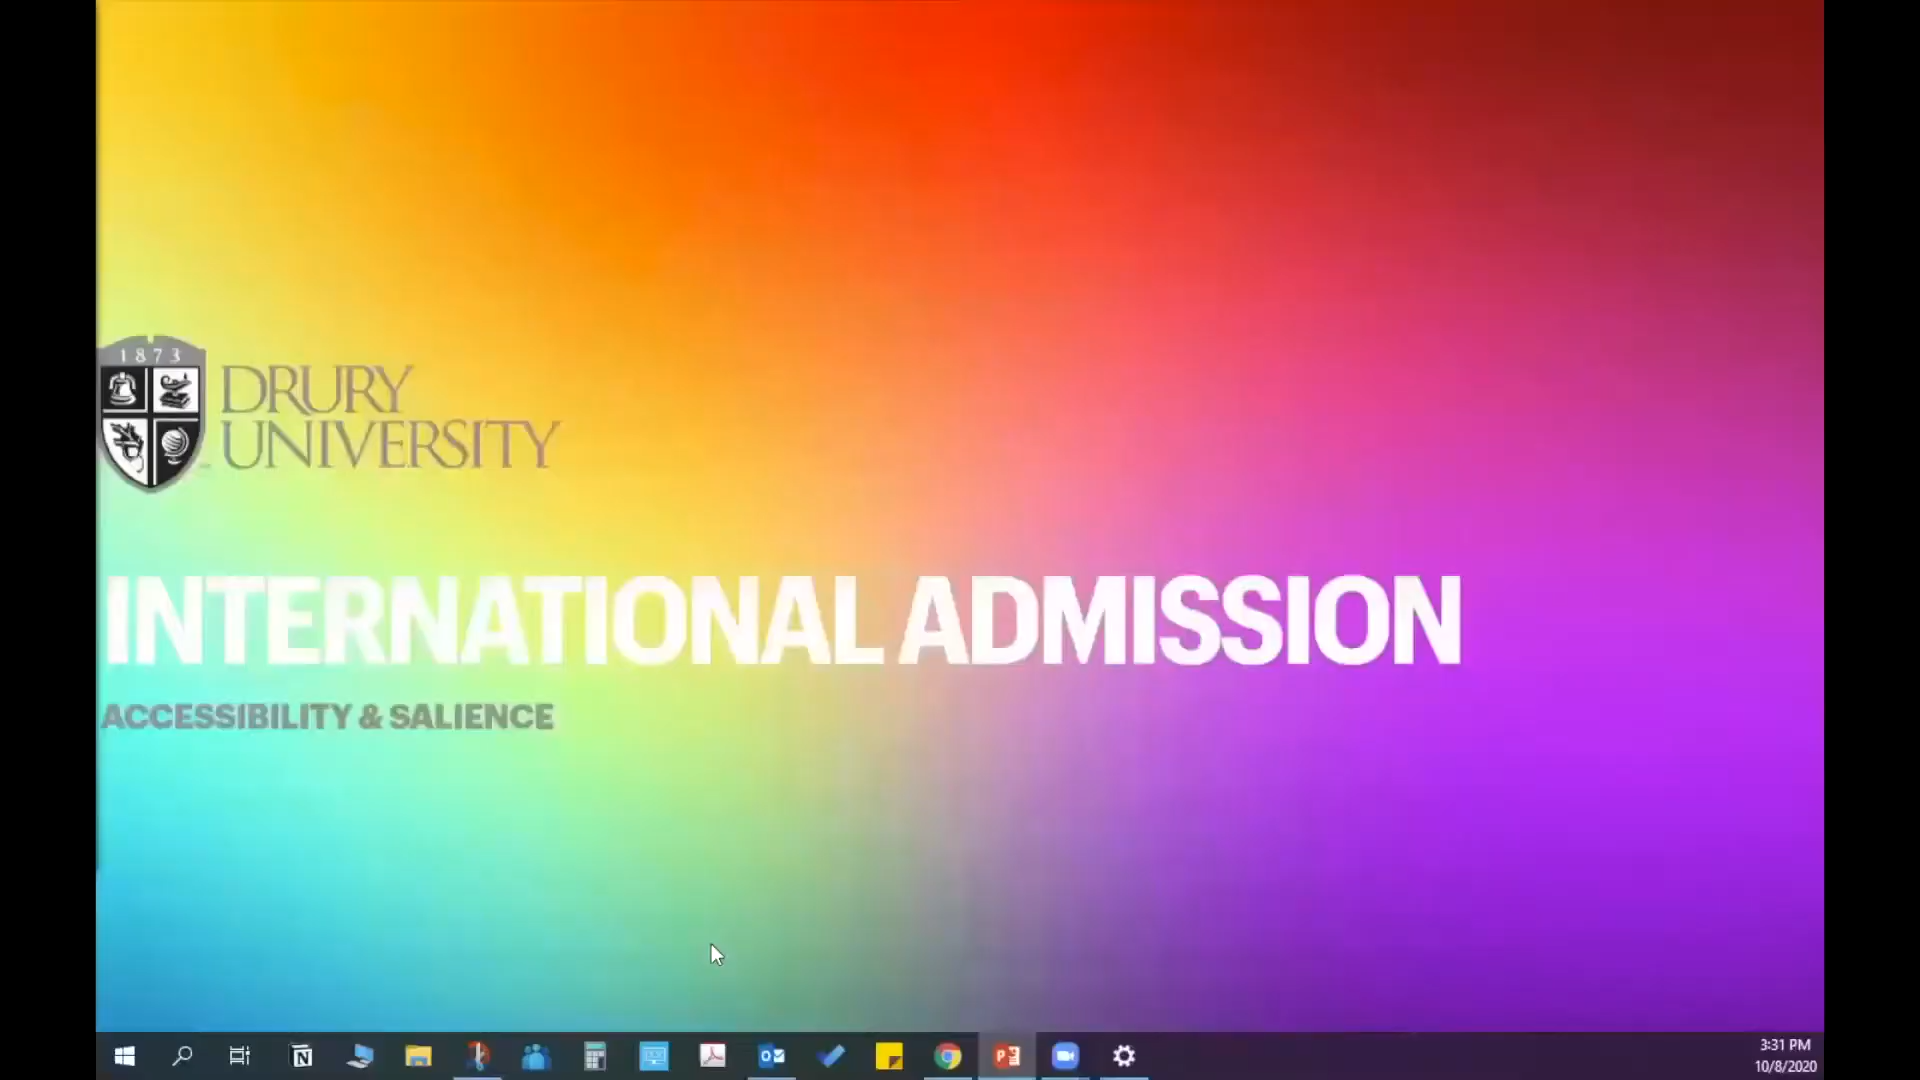 1873
DRURY
UNIVERSITY
INTERNATIONAL ADMISSION
ACCESSIBILITY & SALIENCE
3:31 PM
10/8/2020